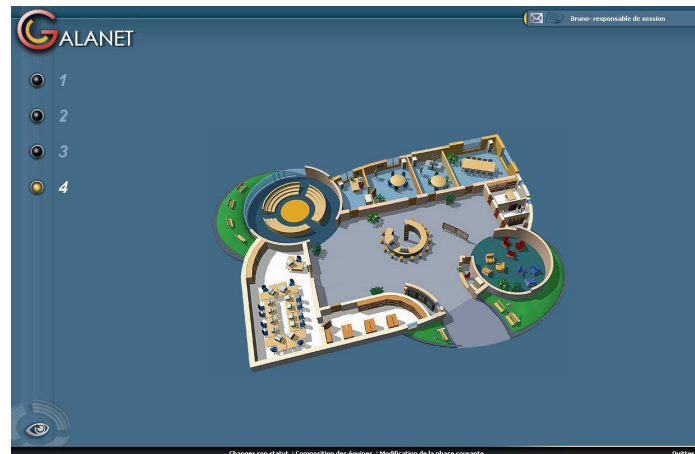 GALANET
Bruno- responsable de session
1
2
3
4
Changer son statut | Composition des équipes | Modification de la phase courante
Quitter